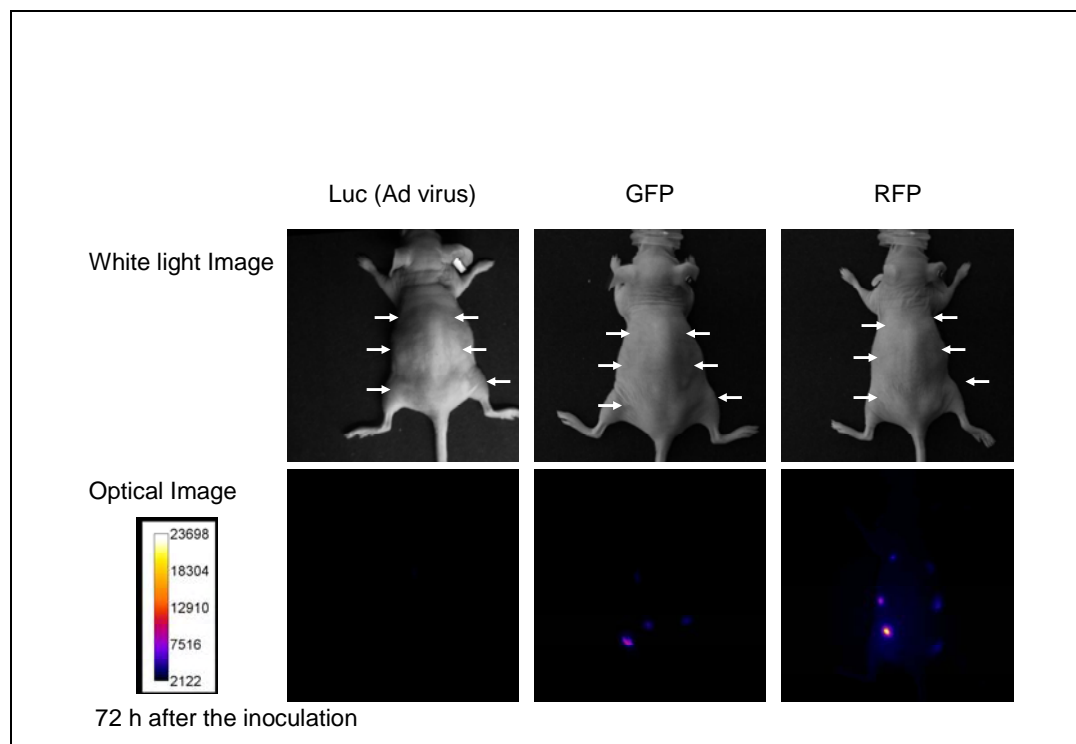 Luc (Ad virus) GFP RFP
White light Image
Optical Image
23698
18304
12910
7516
2122
72 h after the inoculation